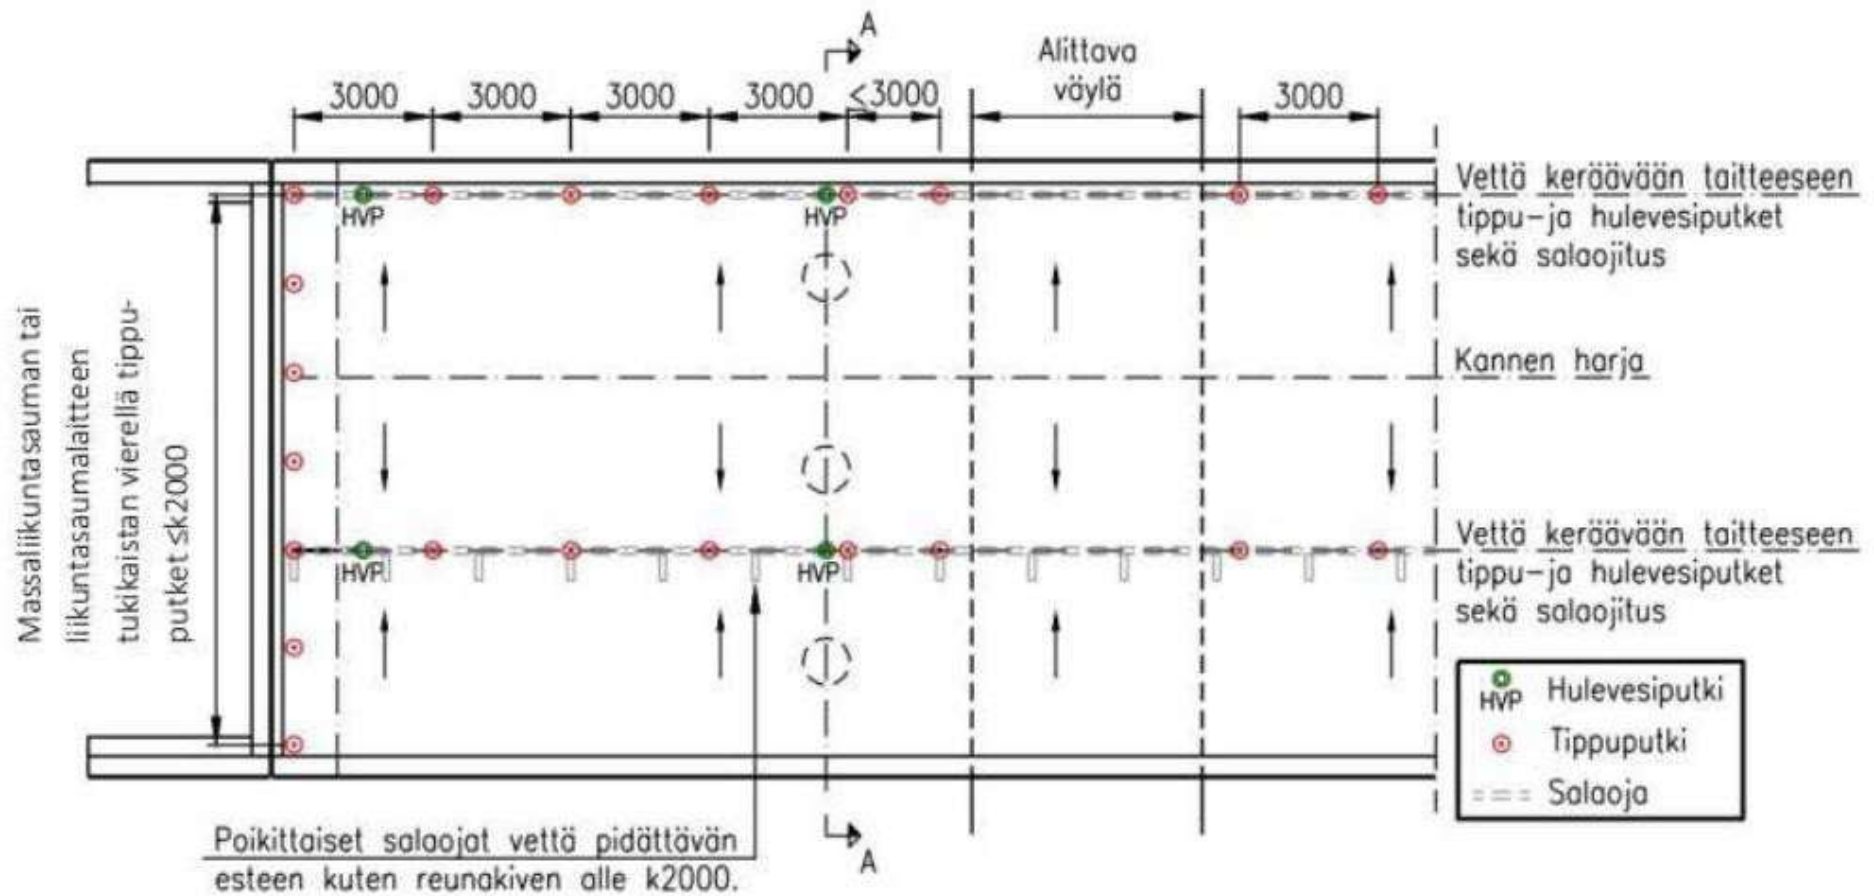 A
Alittava
väylä
3000
3000
3000
3000
≤3000
3000
Vettä keräävään taitteeseen
tippu-ja hulevesiputket
sekä salaojitus
HVP
HVP
Massaliikuntasauman tai
liikuntasaumalaitteen
tukikaistan vierellä tippu-
putket ≤k2000
Kannen harja
Vettä keräävään taitteeseen
tippu-ja hulevesiputket
sekä salaojitus
HVP
HVP
HVP Hulevesiputki
Tippuputki
Salaoja
Poikittaiset salaojat vettä pidättävän
esteen kuten reunakiven alle k2000.
A